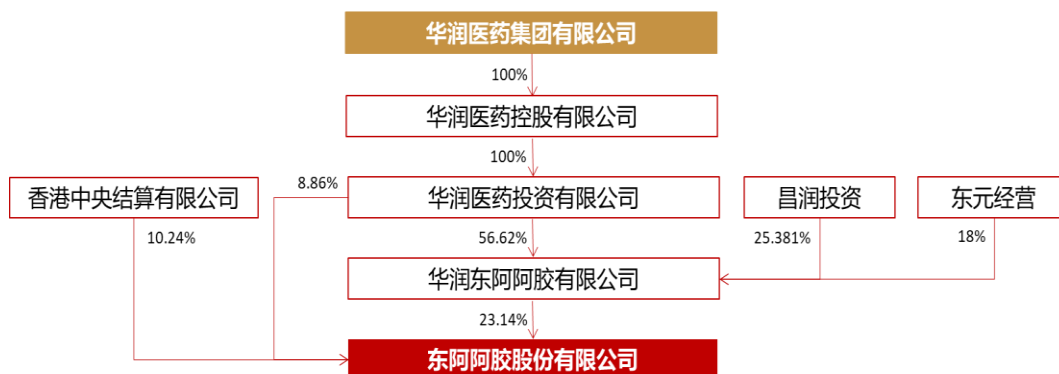 华润医药集团有限公司
100%
华润医药控股有限公司
100%
香港中央结算有限公司
8.86%
华润医药投资有限公司
昌润投资
东元经营
10.24%
56.62%
25.381%
18%
华润东阿阿胶有限公司
23.14%
东阿阿胶股份有限公司